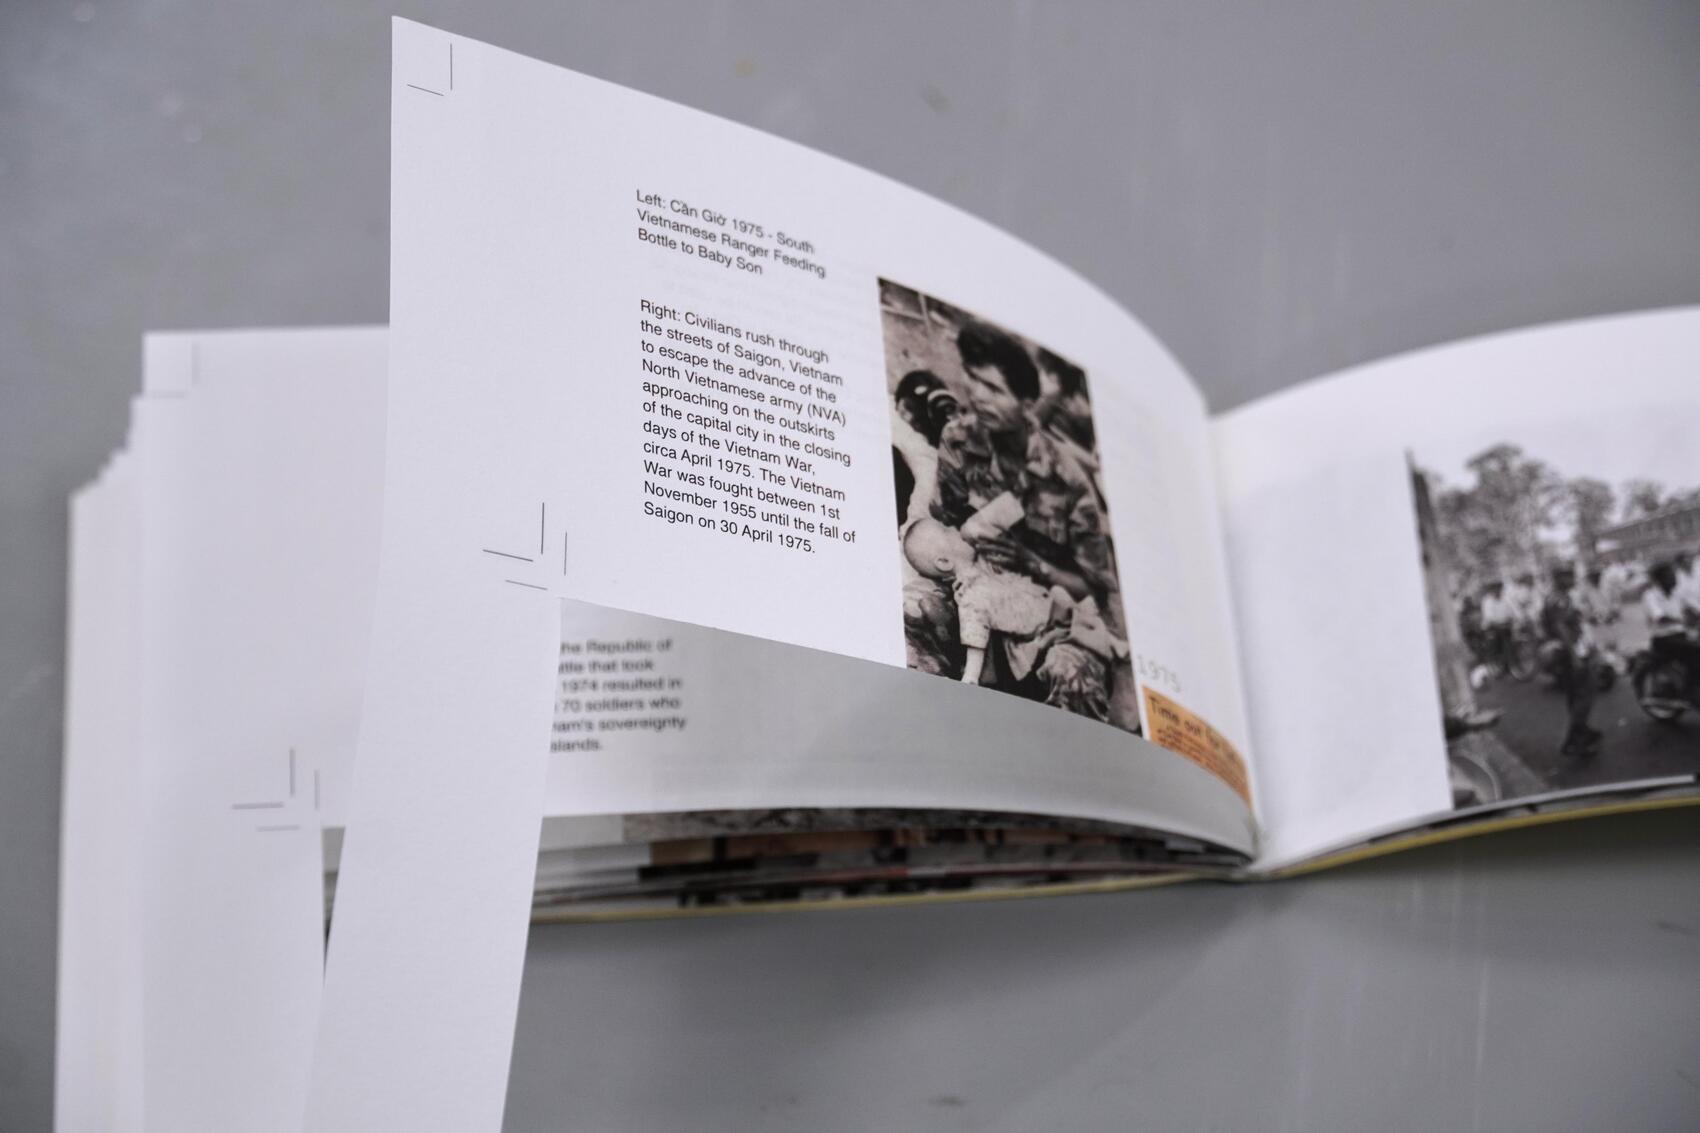 Left: Cần Giờ 1975 - South
Vietnamese Ranger Feeding
Bottle to Baby Son
Right: Civilians rush through
the streets of Saigon, Vietnam
to escape the advance of the
North Vietnamese army (NVA)
approaching on the outskirts
of the capital city in the closing
days of the Vietnam War,
circa April 1975. The Vietnam
War was fought between 1st
November 1955 until the fall of
Saigon on 30 April 1975.
1975
Time out for
the Republic of
that took
1974 resulted in
70 soldiers who
sovereignty